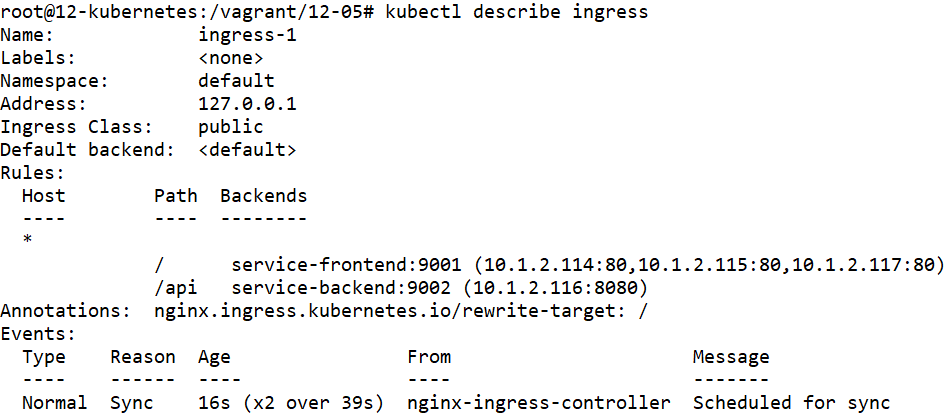 root@12-kubernetes:/vagrant/12-05# kubectl describe ingress
Name:             ingress-1
Labels:           <none>
Namespace:        default
Address:          127.0.0.1
Ingress Class:    public
Default backend:  <default>
Rules:
  Host        Path  Backends
  ----        ----  --------
  *
              /      service-frontend:9001 (10.1.2.114:80,10.1.2.115:80,10.1.2.117:80)
              /api   service-backend:9002 (10.1.2.116:8080)
Annotations:  nginx.ingress.kubernetes.io/rewrite-target: /
Events:
  Type    Reason  Age                From                      Message
  ----    ------  ----               ----                      -------
  Normal  Sync    16s (x2 over 39s)  nginx-ingress-controller  Scheduled for sync